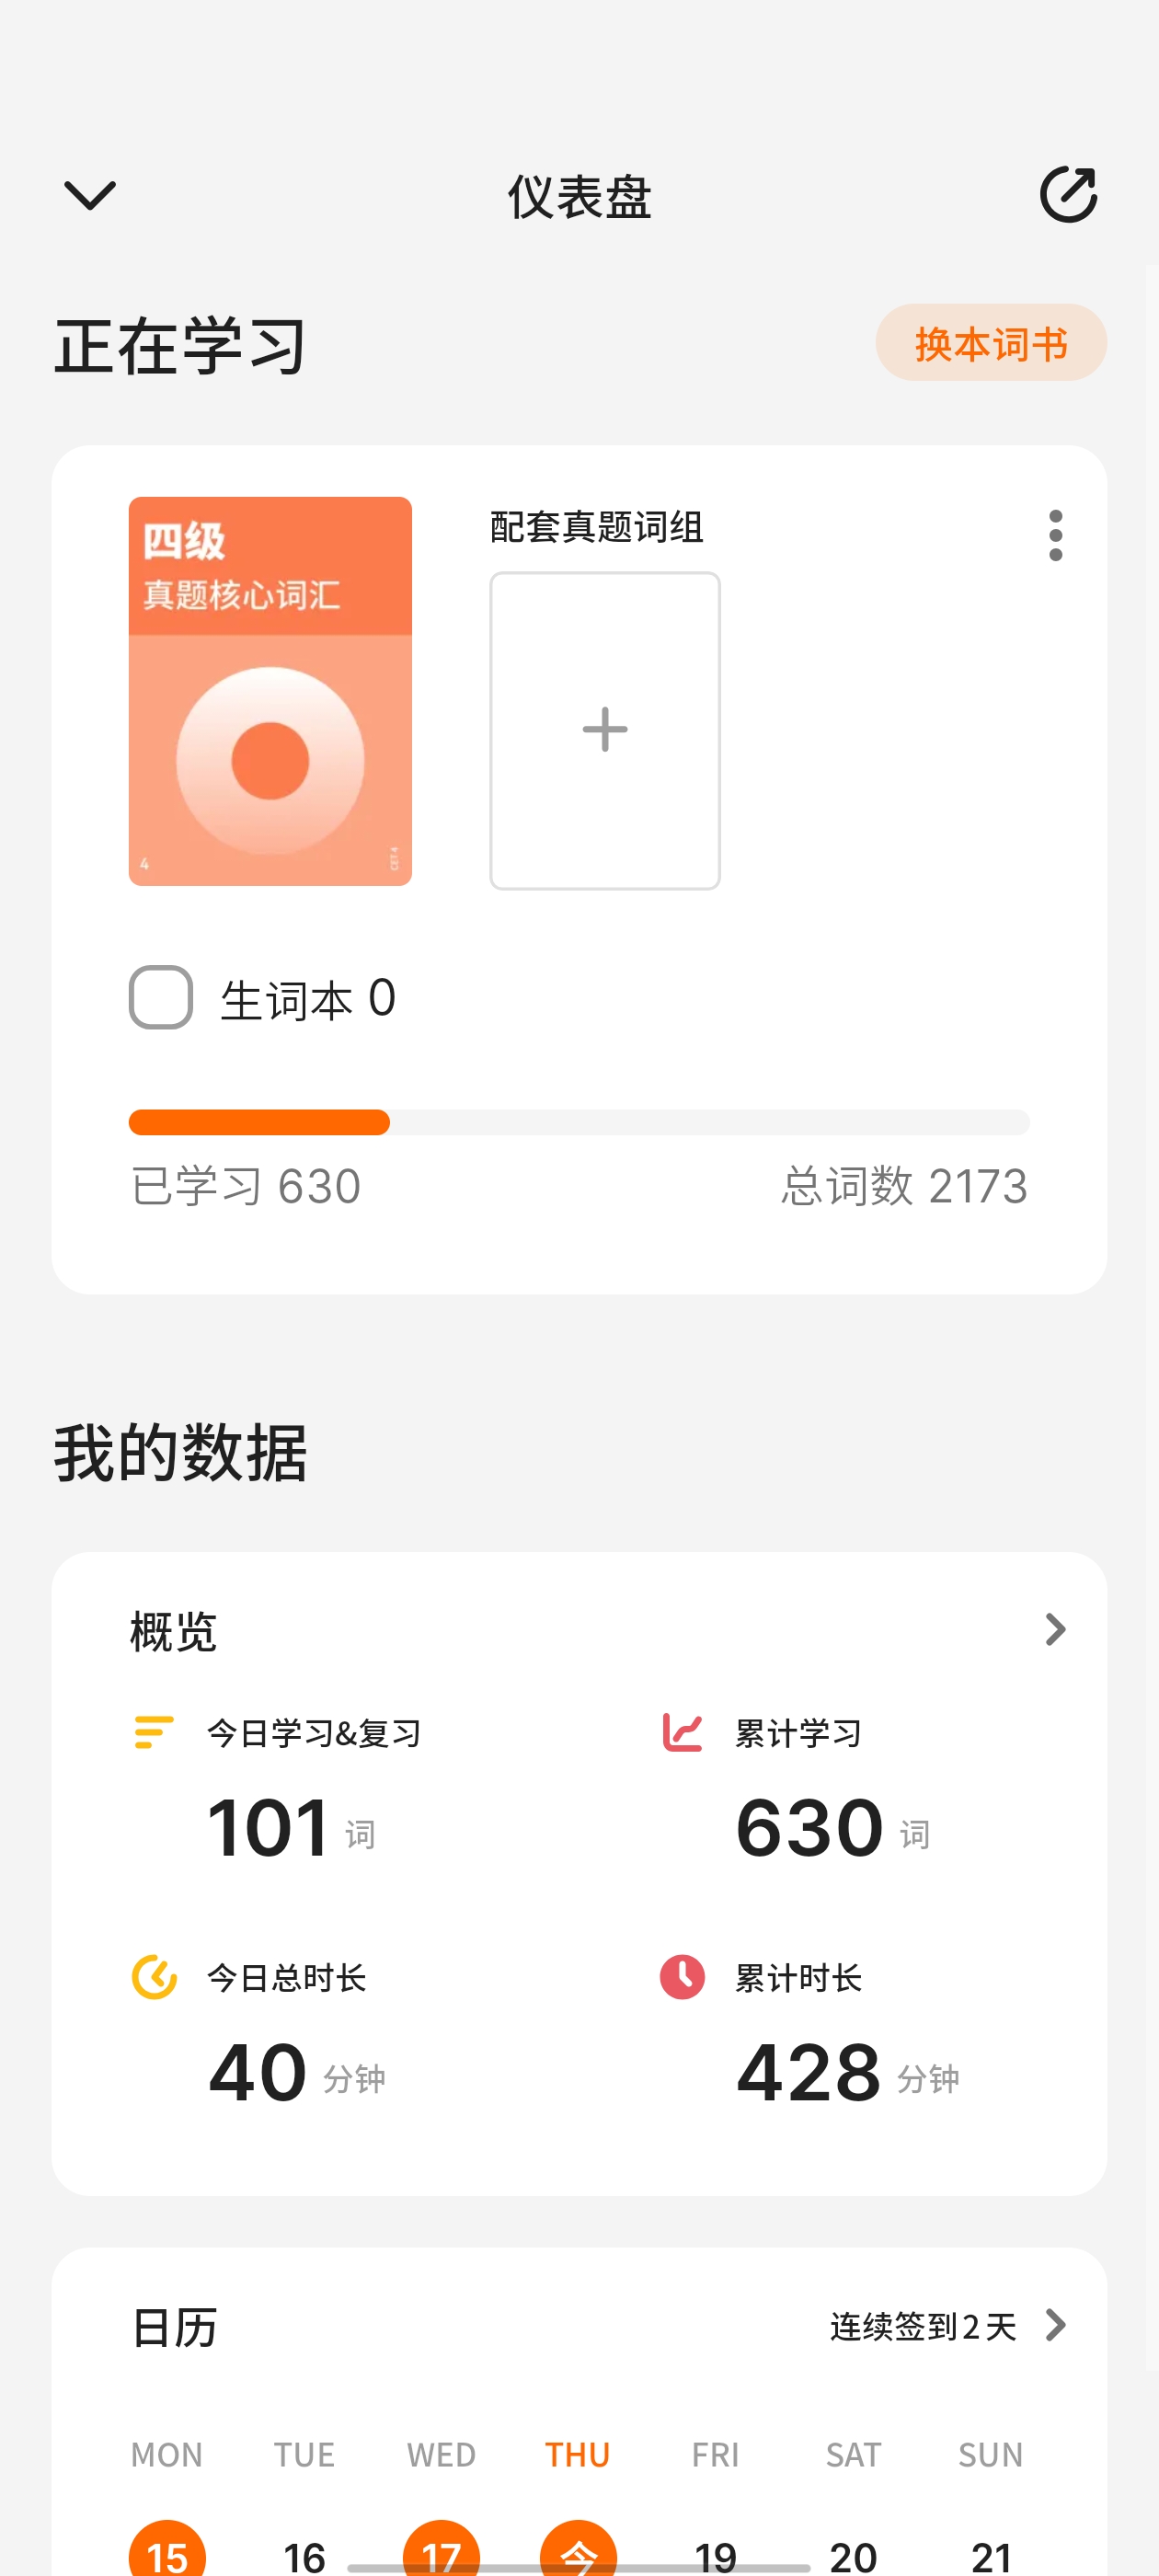 仪表盘
正在学习
换本词书
四级
真题核心词汇
4
CET 4
配套真题词组
生词本 0
已学习 630
总词数 2173
我的数据
概览
今日学习&复习
累计学习
101 词
630 词
今日总时长
累计时长
40 分钟
428 分钟
日历
连续签到 2 天
MON TUE WED THU FRI SAT SUN
15 16 17 今 19 20 21